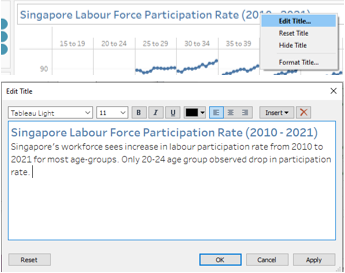 Singapore Labour Force Participation Rate (2010 - 2021)
Edit Title...
Reset Title
Hide Title
Format Title...
15 to 19 20 to 24 25 to 29 30 to 34 35 to 39
90
Edit Title
Tableau Light 11 B I U Insert
Singapore Labour Force Participation Rate (2010 - 2021)
Singapore's workforce sees increase in labour participation rate from 2010 to
2021 for most age-groups. Only 20-24 age group observed drop in participation
rate.
Reset OK Cancel Apply